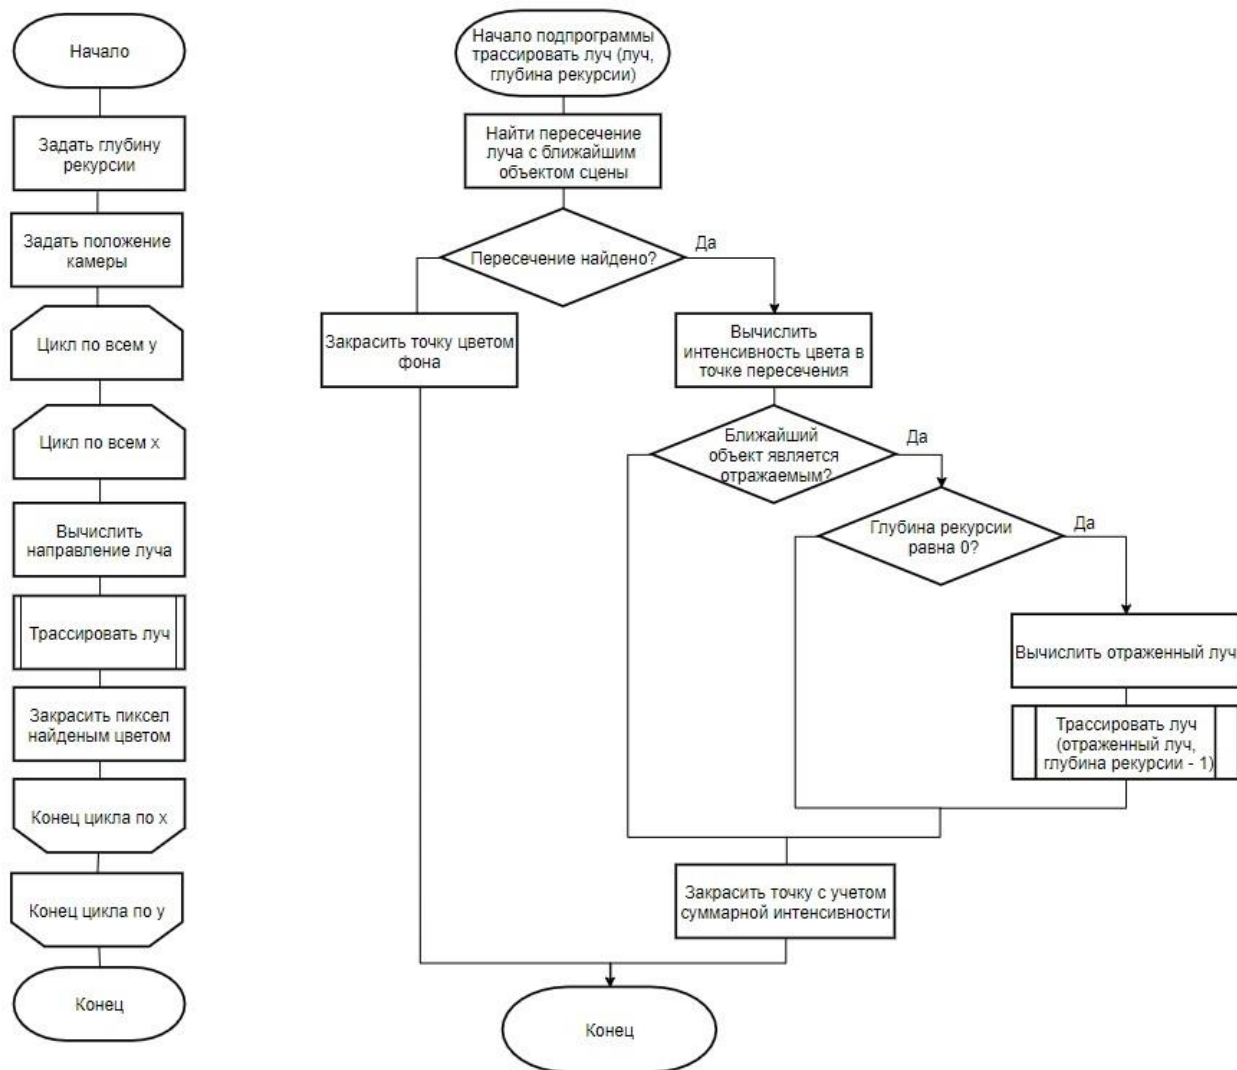 Начало
Задать глубину
рекурсии
Задать положение
камеры
Цикл по всем y
Цикл по всем x
Вычислить
направление луча
Трассировать луч
Закрасить пиксел
найденым цветом
Конец цикла по x
Конец цикла по y
Конец
Начало подпрограммы
трассировать луч (луч,
глубина рекурсии)
Найти пересечение
луча с ближайшим
объектом сцены
Пересечение найдено?
Да
Закрасить точку цветом
фона
Вычислить
интенсивность цвета в
точке пересечения
Ближайший
объект является
отражаемым?
Да
Глубина рекурсии
равна 0?
Да
Вычислить отраженный луч
Трассировать луч
(отраженный луч,
глубина рекурсии - 1)
Закрасить точку с учетом
суммарной интенсивности
Конец